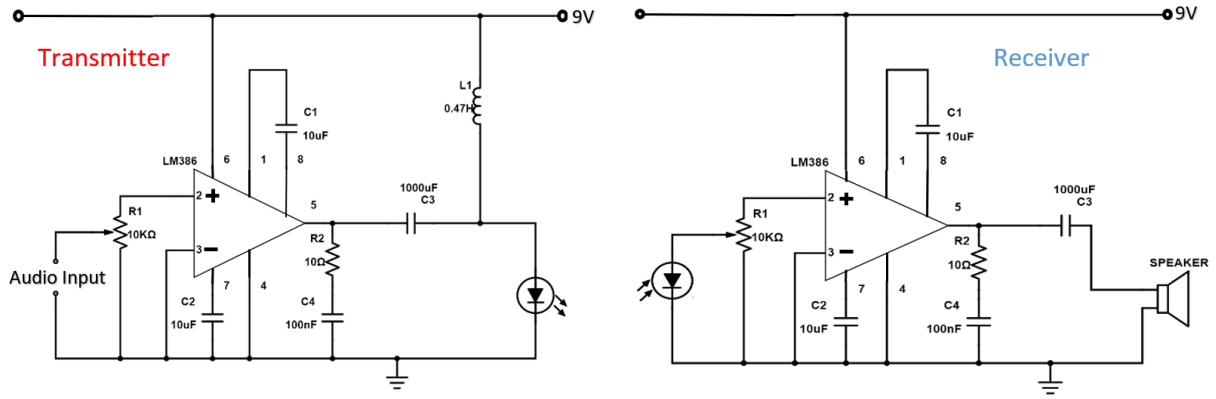 9V
Transmitter
L1
0.47H
C1
10uF
LM386
6
1
8
1000uF
C3
2
+
5
R1
10KΩ
R2
10Ω
3
−
Audio Input
7
4
C2
10uF
C4
100nF
9V
Receiver
C1
10uF
LM386
6
1
8
1000uF
C3
2
+
5
R1
10KΩ
R2
10Ω
3
−
SPEAKER
7
4
C2
10uF
C4
100nF